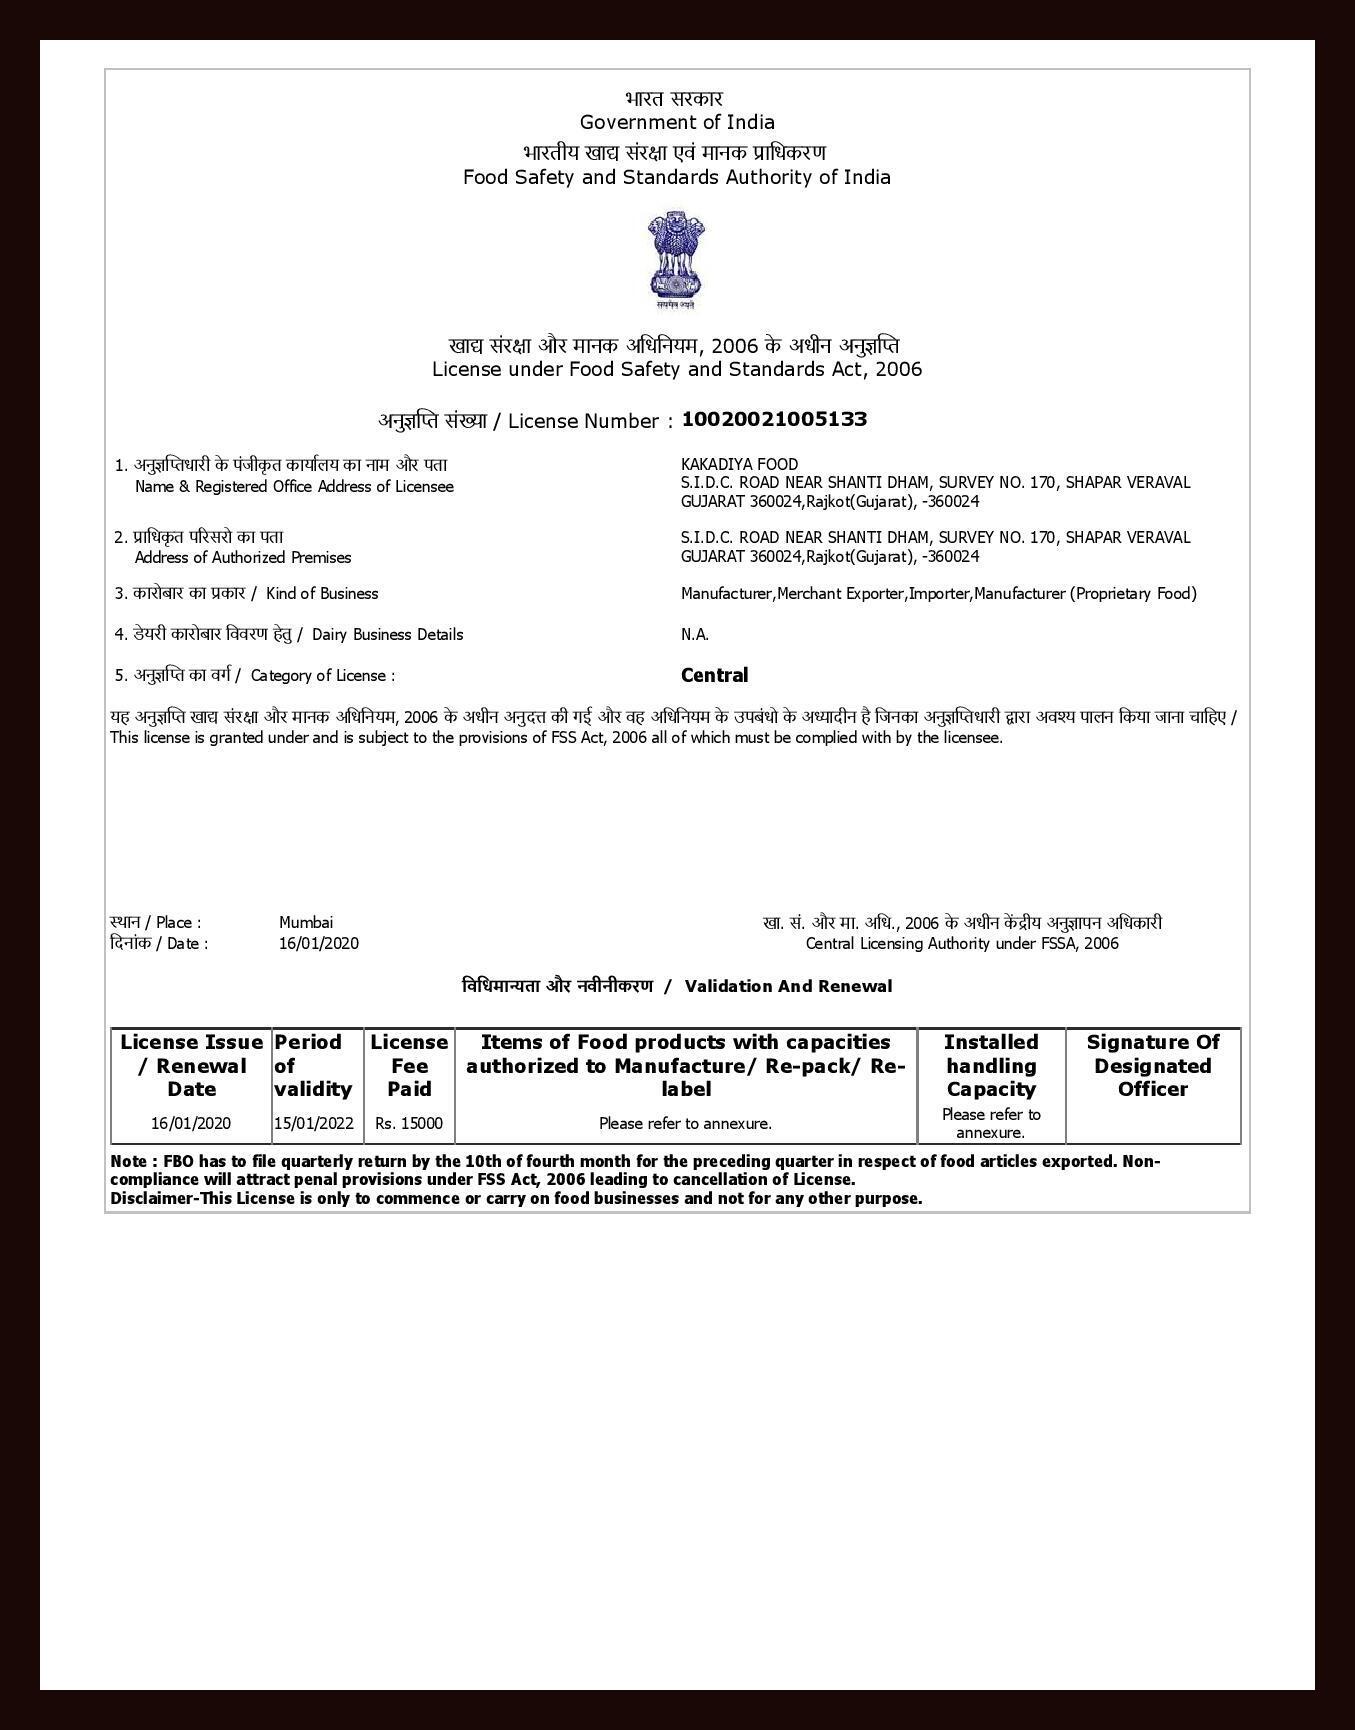 भारत सरकार
Government of India
भारतीय खाद्य संरक्षा एवं मानक प्राधिकरण
Food Safety and Standards Authority of India
सत्यमेव जयते
खाद्य संरक्षा और मानक अधिनियम, 2006 के अधीन अनुज्ञप्ति
License under Food Safety and Standards Act, 2006
अनुज्ञप्ति संख्या / License Number : 10020021005133
1. अनुज्ञप्तिधारी के पंजीकृत कार्यालय का नाम और पता
Name & Registered Office Address of Licensee
KAKADIYA FOOD
S.I.D.C. ROAD NEAR SHANTI DHAM, SURVEY NO. 170, SHAPAR VERAVAL
GUJARAT 360024,Rajkot(Gujarat), -360024
2. प्राधिकृत परिसरो का पता
Address of Authorized Premises
S.I.D.C. ROAD NEAR SHANTI DHAM, SURVEY NO. 170, SHAPAR VERAVAL
GUJARAT 360024,Rajkot(Gujarat), -360024
3. कारोबार का प्रकार / Kind of Business
Manufacturer,Merchant Exporter,Importer,Manufacturer (Proprietary Food)
4. डेयरी कारोबार विवरण हेतु / Dairy Business Details
N.A.
5. अनुज्ञप्ति का वर्ग / Category of License :
Central
यह अनुज्ञप्ति खाद्य संरक्षा और मानक अधिनियम, 2006 के अधीन अनुदत्त की गई और वह अधिनियम के उपबंधो के अध्यादीन है जिनका अनुज्ञप्तिधारी द्वारा अवश्य पालन किया जाना चाहिए /
This license is granted under and is subject to the provisions of FSS Act, 2006 all of which must be complied with by the licensee.
स्थान / Place : Mumbai
दिनांक / Date : 16/01/2020
खा. सं. और मा. अधि., 2006 के अधीन केंद्रीय अनुज्ञापन अधिकारी
Central Licensing Authority under FSSA, 2006
विधिमान्यता और नवीनीकरण / Validation And Renewal
License Issue
/ Renewal
Date
Period
of
validity
License
Fee
Paid
Items of Food products with capacities
authorized to Manufacture/ Re-pack/ Re-
label
Installed
handling
Capacity
Signature Of
Designated
Officer
16/01/2020
15/01/2022
Rs. 15000
Please refer to annexure.
Please refer to
annexure.
Note : FBO has to file quarterly return by the 10th of fourth month for the preceding quarter in respect of food articles exported. Non-
compliance will attract penal provisions under FSS Act, 2006 leading to cancellation of License.
Disclaimer-This License is only to commence or carry on food businesses and not for any other purpose.